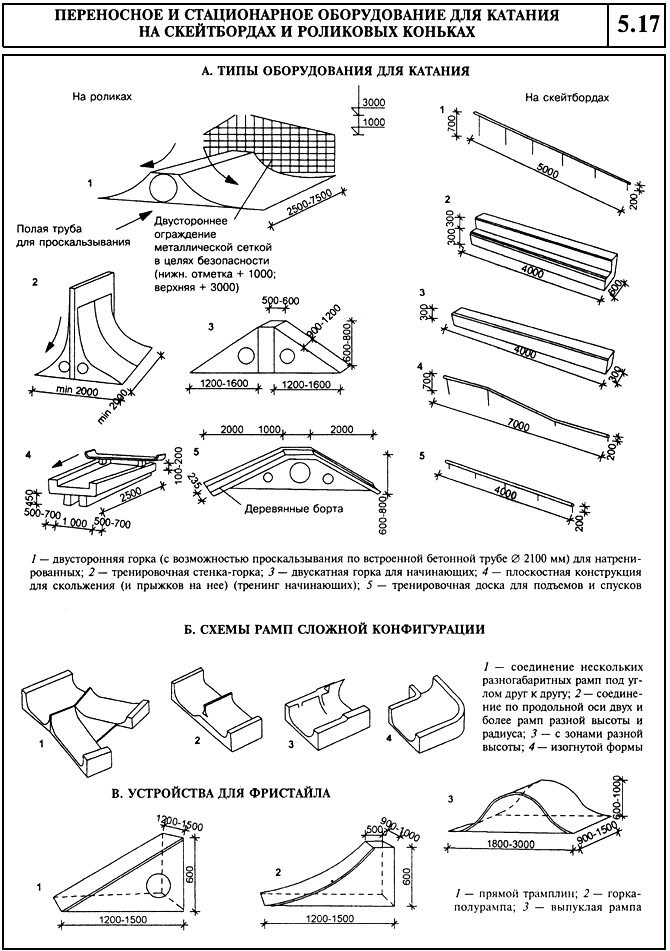 ПЕРЕНОСНОЕ И СТАЦИОНАРНОЕ ОБОРУДОВАНИЕ ДЛЯ КАТАНИЯ
НА СКЕЙТБОРДАХ И РОЛИКОВЫХ КОНЬКАХ
5.17
А. ТИПЫ ОБОРУДОВАНИЯ ДЛЯ КАТАНИЯ
На роликах
3000
1000
1
2500-7500
Полая труба
для проскальзывания
Двустороннее
ограждение
металлической сеткой
в целях безопасности
(нижн. отметка + 1000;
верхняя + 3000)
2
min 2000
min 2000
3
500-600
900-1200
600-800
1200-1600
1200-1600
4
100-200
450
2500
500-700
1 000
500-700
5
2000
1000
2000
235
600-800
Деревянные борта
На скейтбордах
1
700
5000
200
2
300
300
4000
600
3
300
4000
300
4
700
7000
200
5
4000
200
1 — двусторонняя горка (с возможностью проскальзывания по встроенной бетонной трубе ∅ 2100 мм) для натрени-
рованных; 2 — тренировочная стенка-горка; 3 — двускатная горка для начинающих; 4 — плоскостная конструкция
для скольжения (и прыжков на нее) (тренинг начинающих); 5 — тренировочная доска для подъемов и спусков
Б. СХЕМЫ РАМП СЛОЖНОЙ КОНФИГУРАЦИИ
1
2
3
4
1 — соединение нескольких
разногабаритных рамп под уг-
лом друг к другу; 2 — соедине-
ние по продольной оси двух и
более рамп разной высоты и
радиуса; 3 — с зонами разной
высоты; 4 — изогнутой формы
В. УСТРОЙСТВА ДЛЯ ФРИСТАЙЛА
1
1200-1500
600
1200-1500
2
500
900-1000
600
1200-1500
3
600-1000
900-1500
1800-3000
1 — прямой трамплин; 2 — горка-
полурампа; 3 — выпуклая рампа